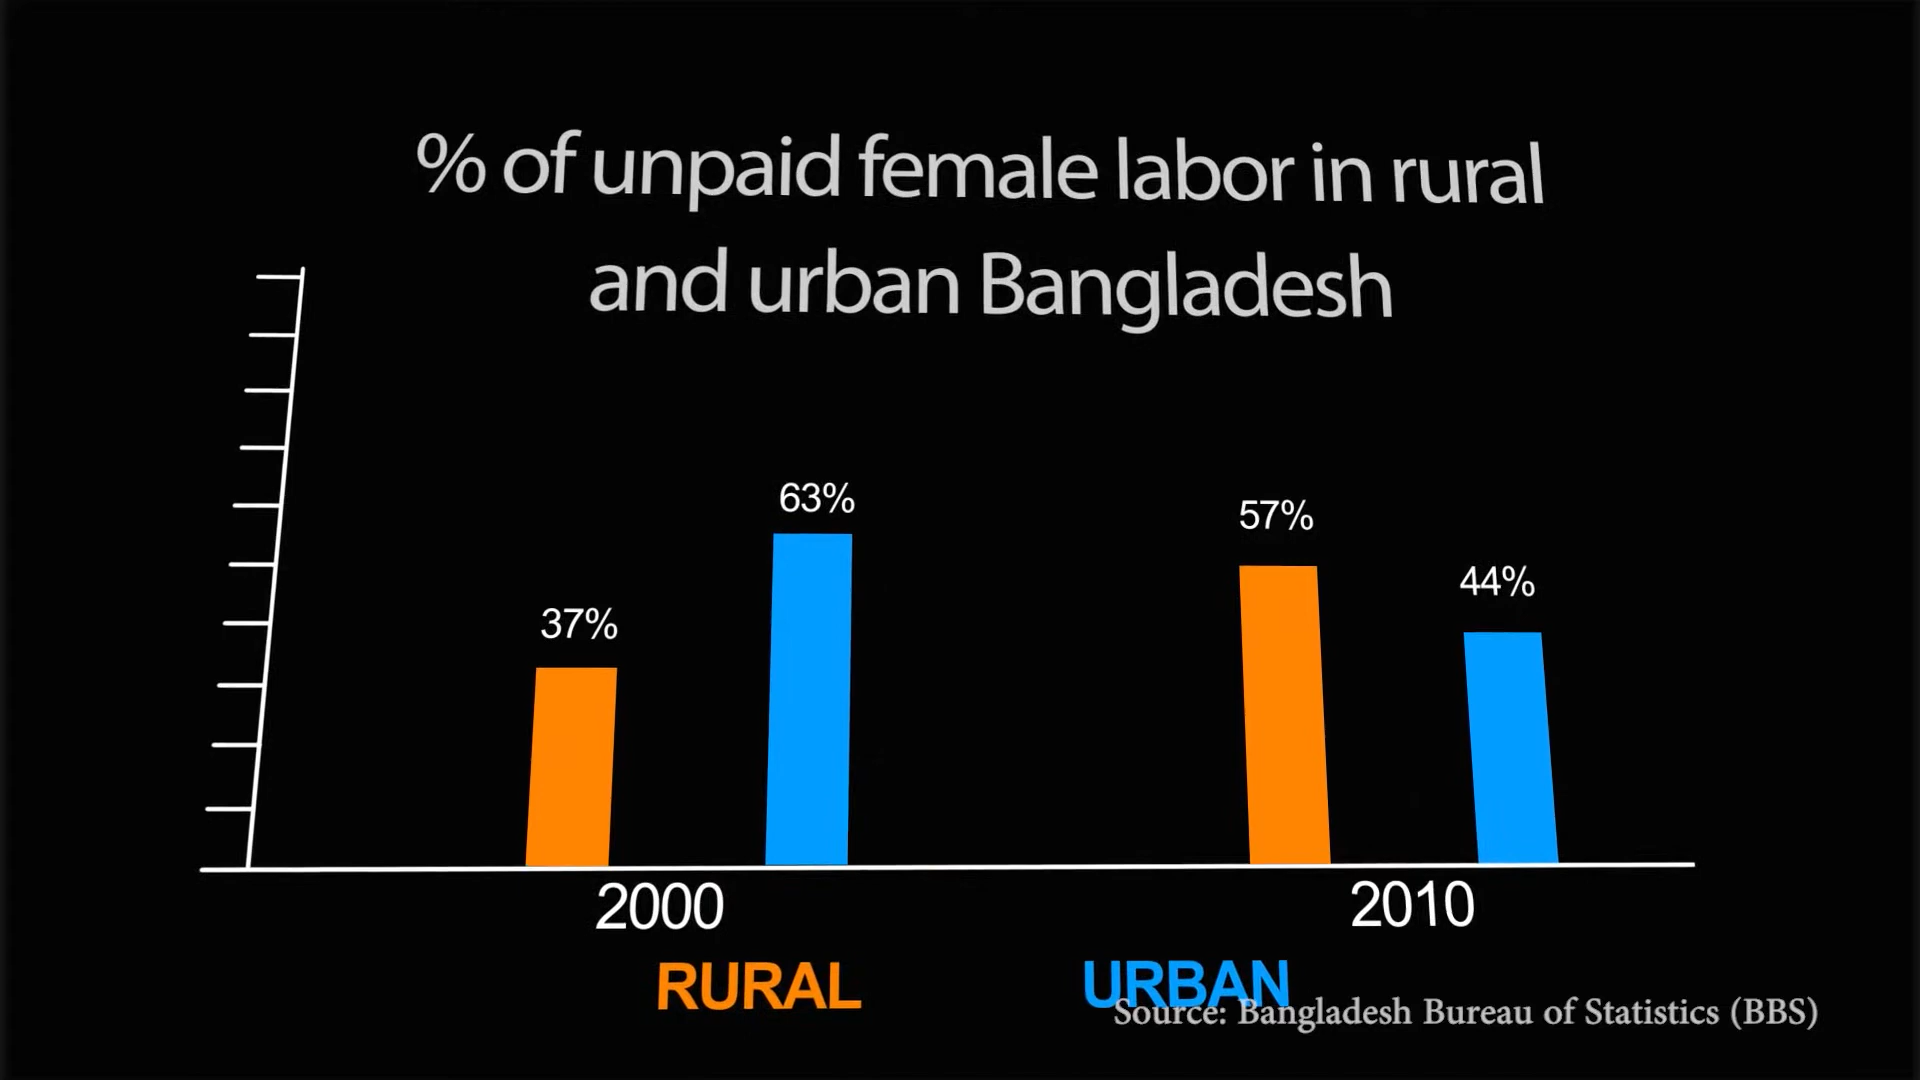 % of unpaid female labor in rural
and urban Bangladesh
63%
57%
44%
37%
2000
2010
RURAL
URBAN
Source: Bangladesh Bureau of Statistics (BBS)